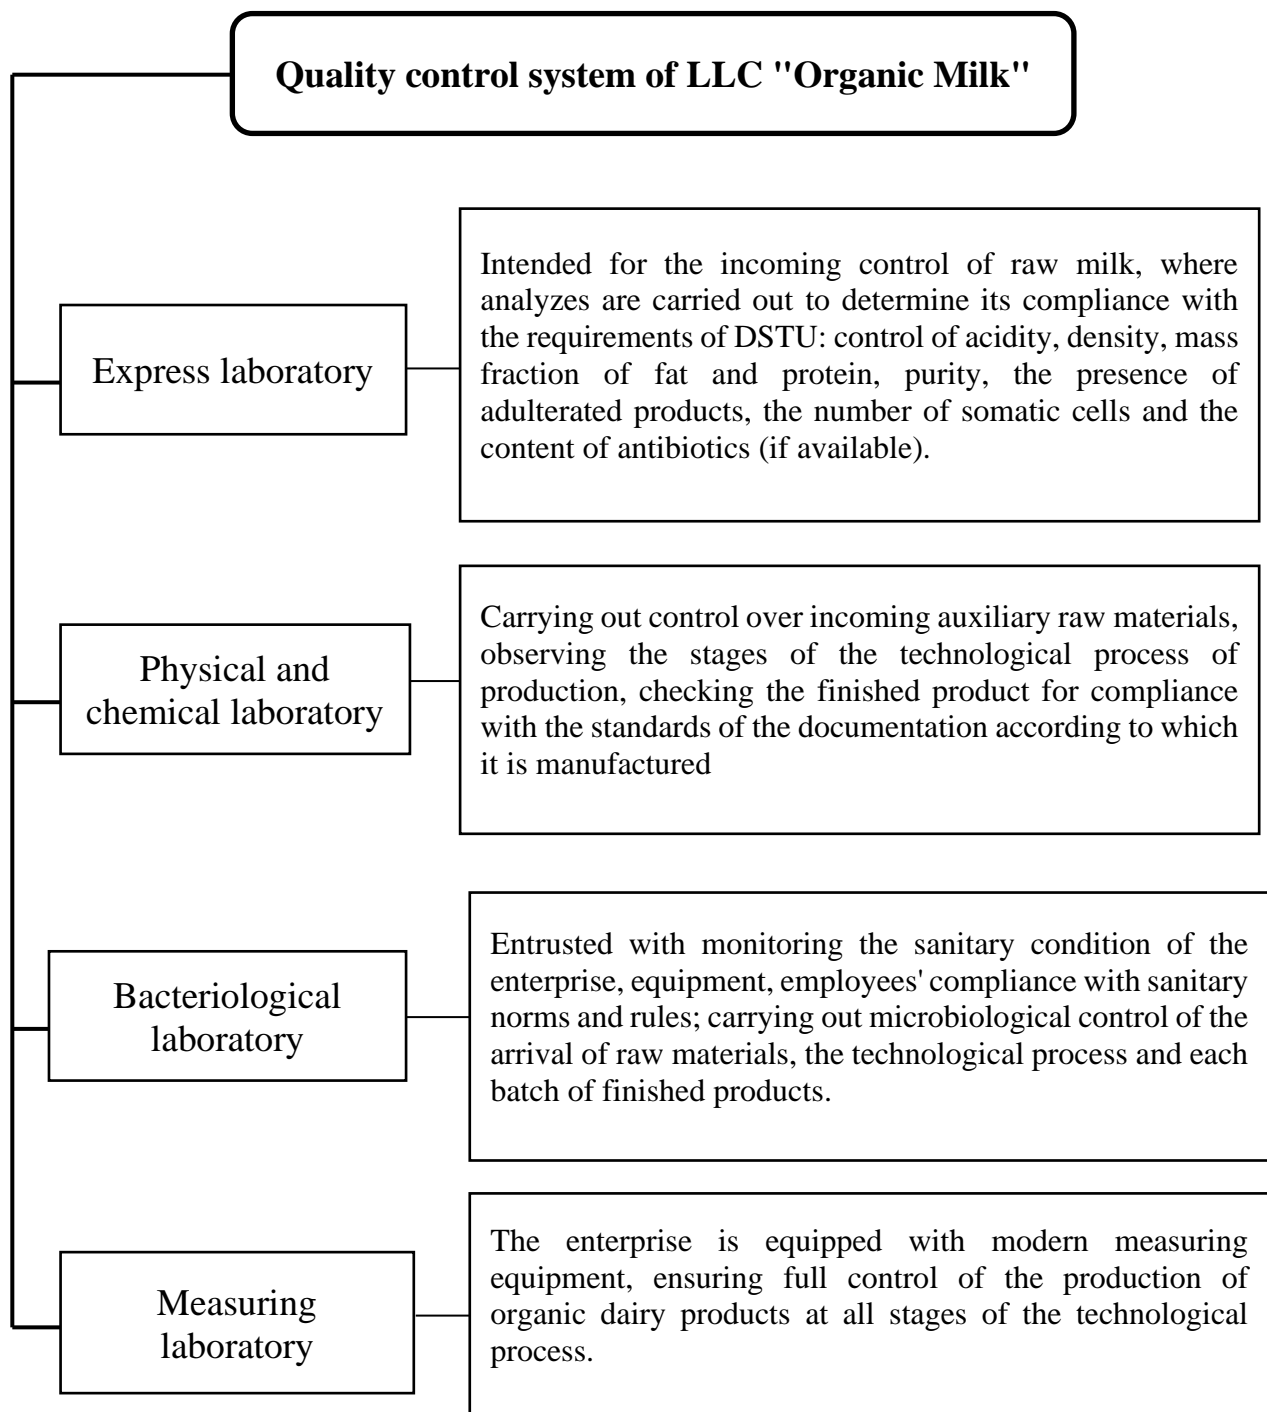 Quality control system of LLC "Organic Milk"
Express laboratory
Intended for the incoming control of raw milk, where
analyzes are carried out to determine its compliance with
the requirements of DSTU: control of acidity, density, mass
fraction of fat and protein, purity, the presence of
adulterated products, the number of somatic cells and the
content of antibiotics (if available).
Physical and
chemical laboratory
Carrying out control over incoming auxiliary raw materials,
observing the stages of the technological process of
production, checking the finished product for compliance
with the standards of the documentation according to which
it is manufactured
Bacteriological
laboratory
Entrusted with monitoring the sanitary condition of the
enterprise, equipment, employees' compliance with sanitary
norms and rules; carrying out microbiological control of the
arrival of raw materials, the technological process and each
batch of finished products.
Measuring
laboratory
The enterprise is equipped with modern measuring
equipment, ensuring full control of the production of
organic dairy products at all stages of the technological
process.